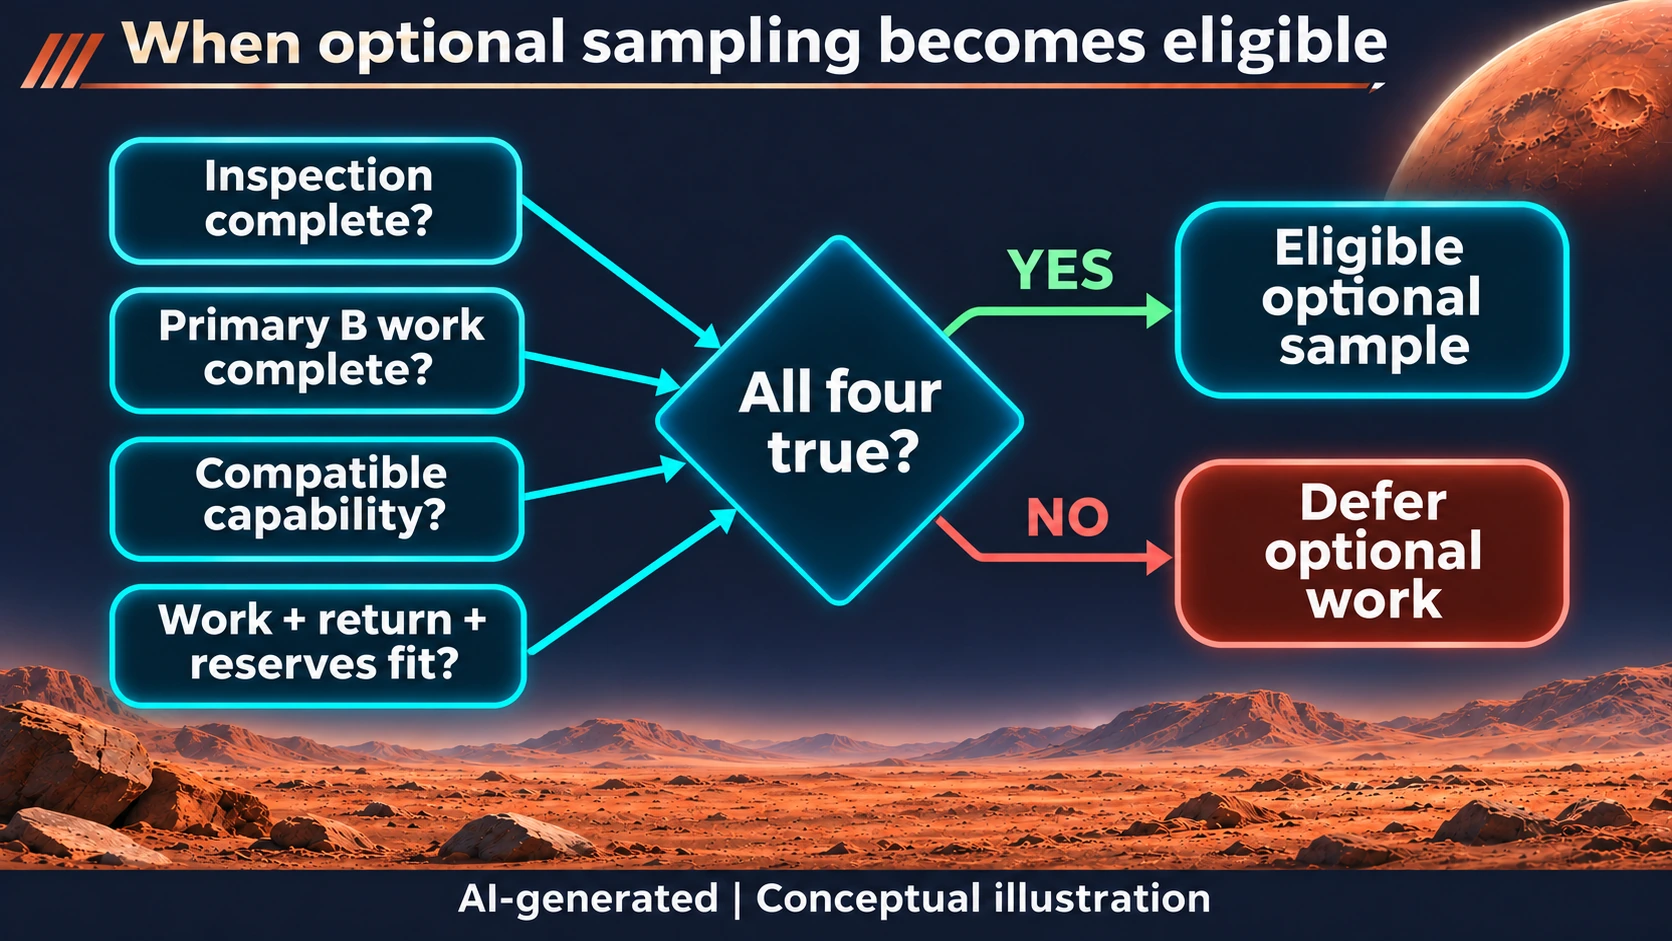 When optional sampling becomes eligible
Inspection
complete?
Primary B work
complete?
Compatible
capability?
Work + return +
reserves fit?
All four
true?
YES
Eligible
optional
sample
NO
Defer
optional
work
AI-generated | Conceptual illustration